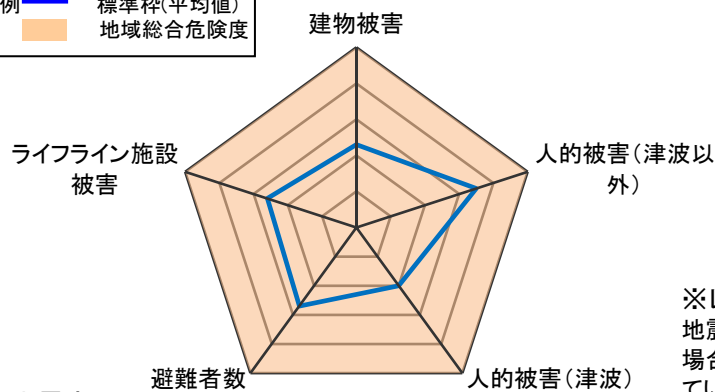 例 標準枠(平均値)
地域総合危険度
建物被害
ライフライン施設
被害
人的被害(津波以
外)
避難者数
人的被害(津波)
地震
場合